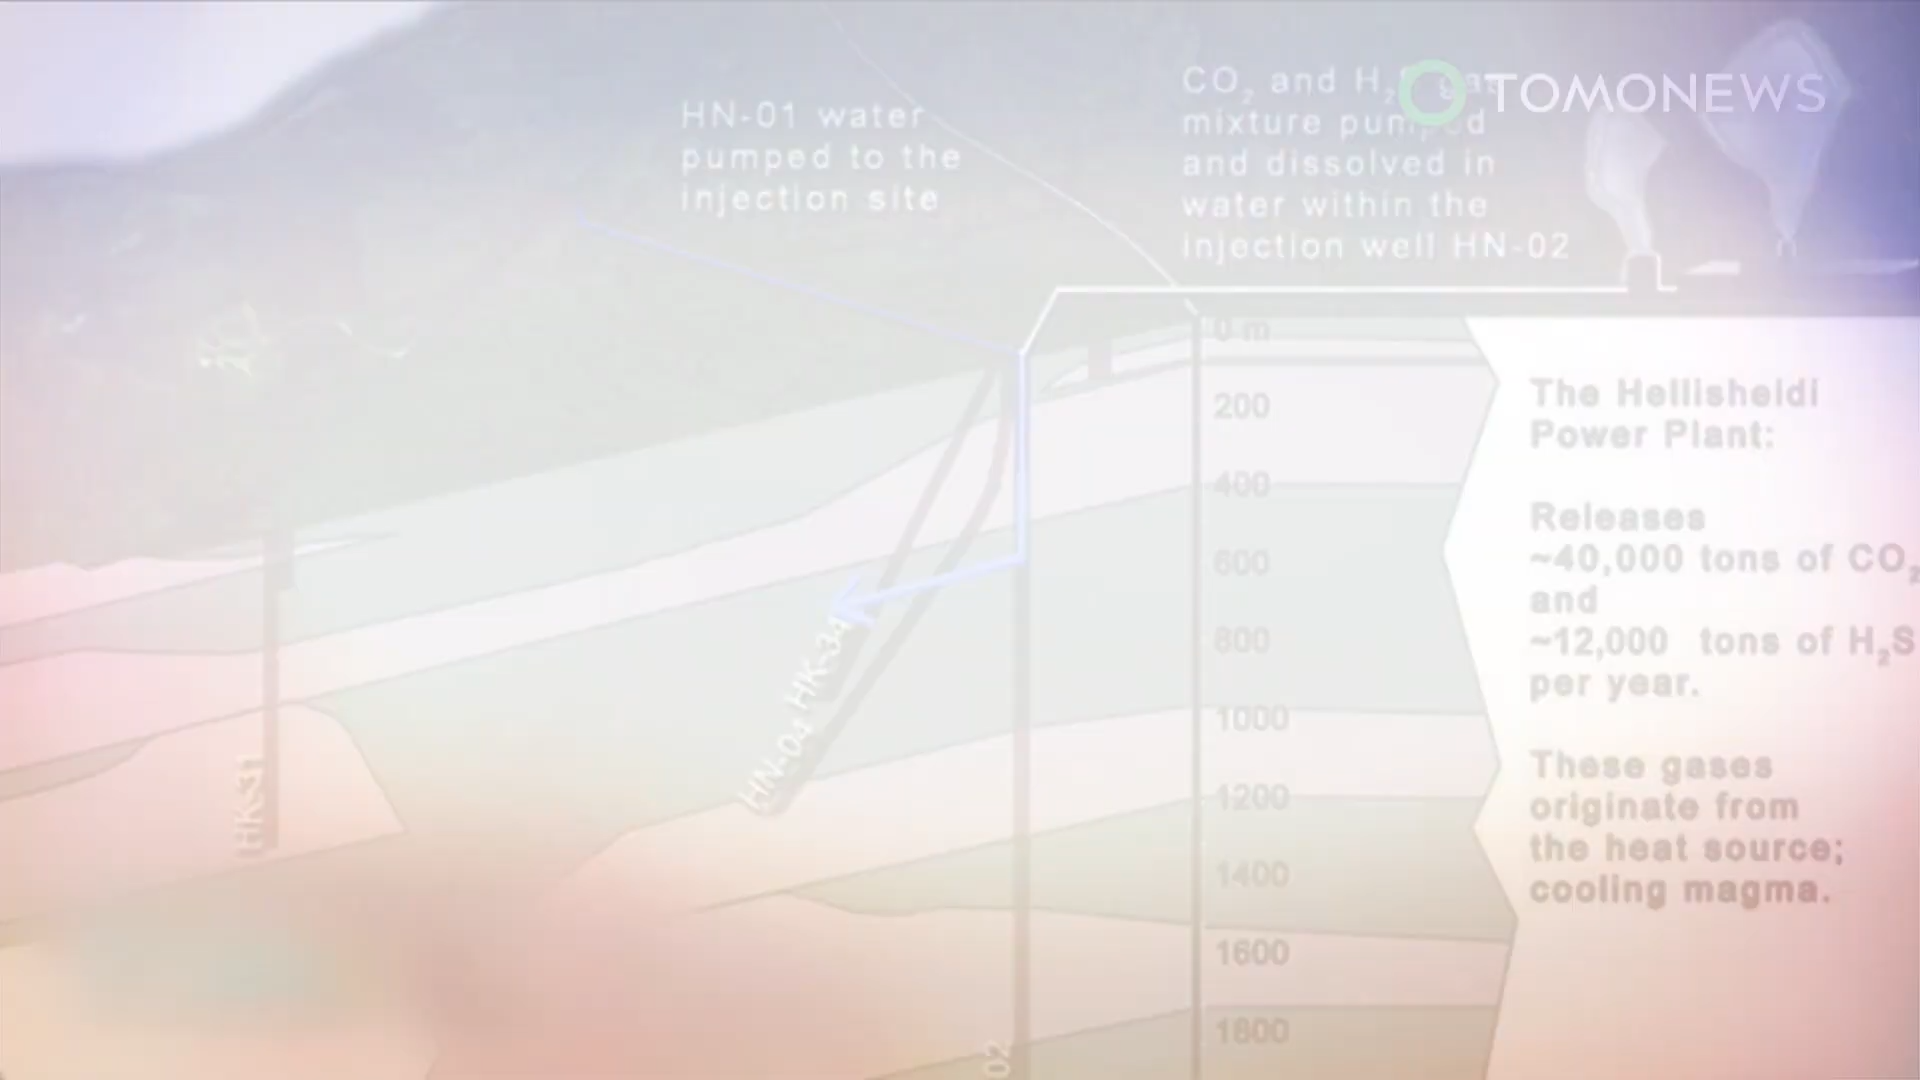 HN-01 water
pumped to the
injection site
CO₂ and H₂S gas
mixture pumped
and dissolved in
water within the
injection well HN-02
TOMONEWS
0 m
200
400
600
800
1000
1200
1400
1600
1800
The Hellisheidi
Power Plant:
Releases
~40,000 tons of CO₂
and
~12,000 tons of H₂S
per year.
These gases
originate from
the heat source;
cooling magma.
HK-34
HN-04
HK31
02